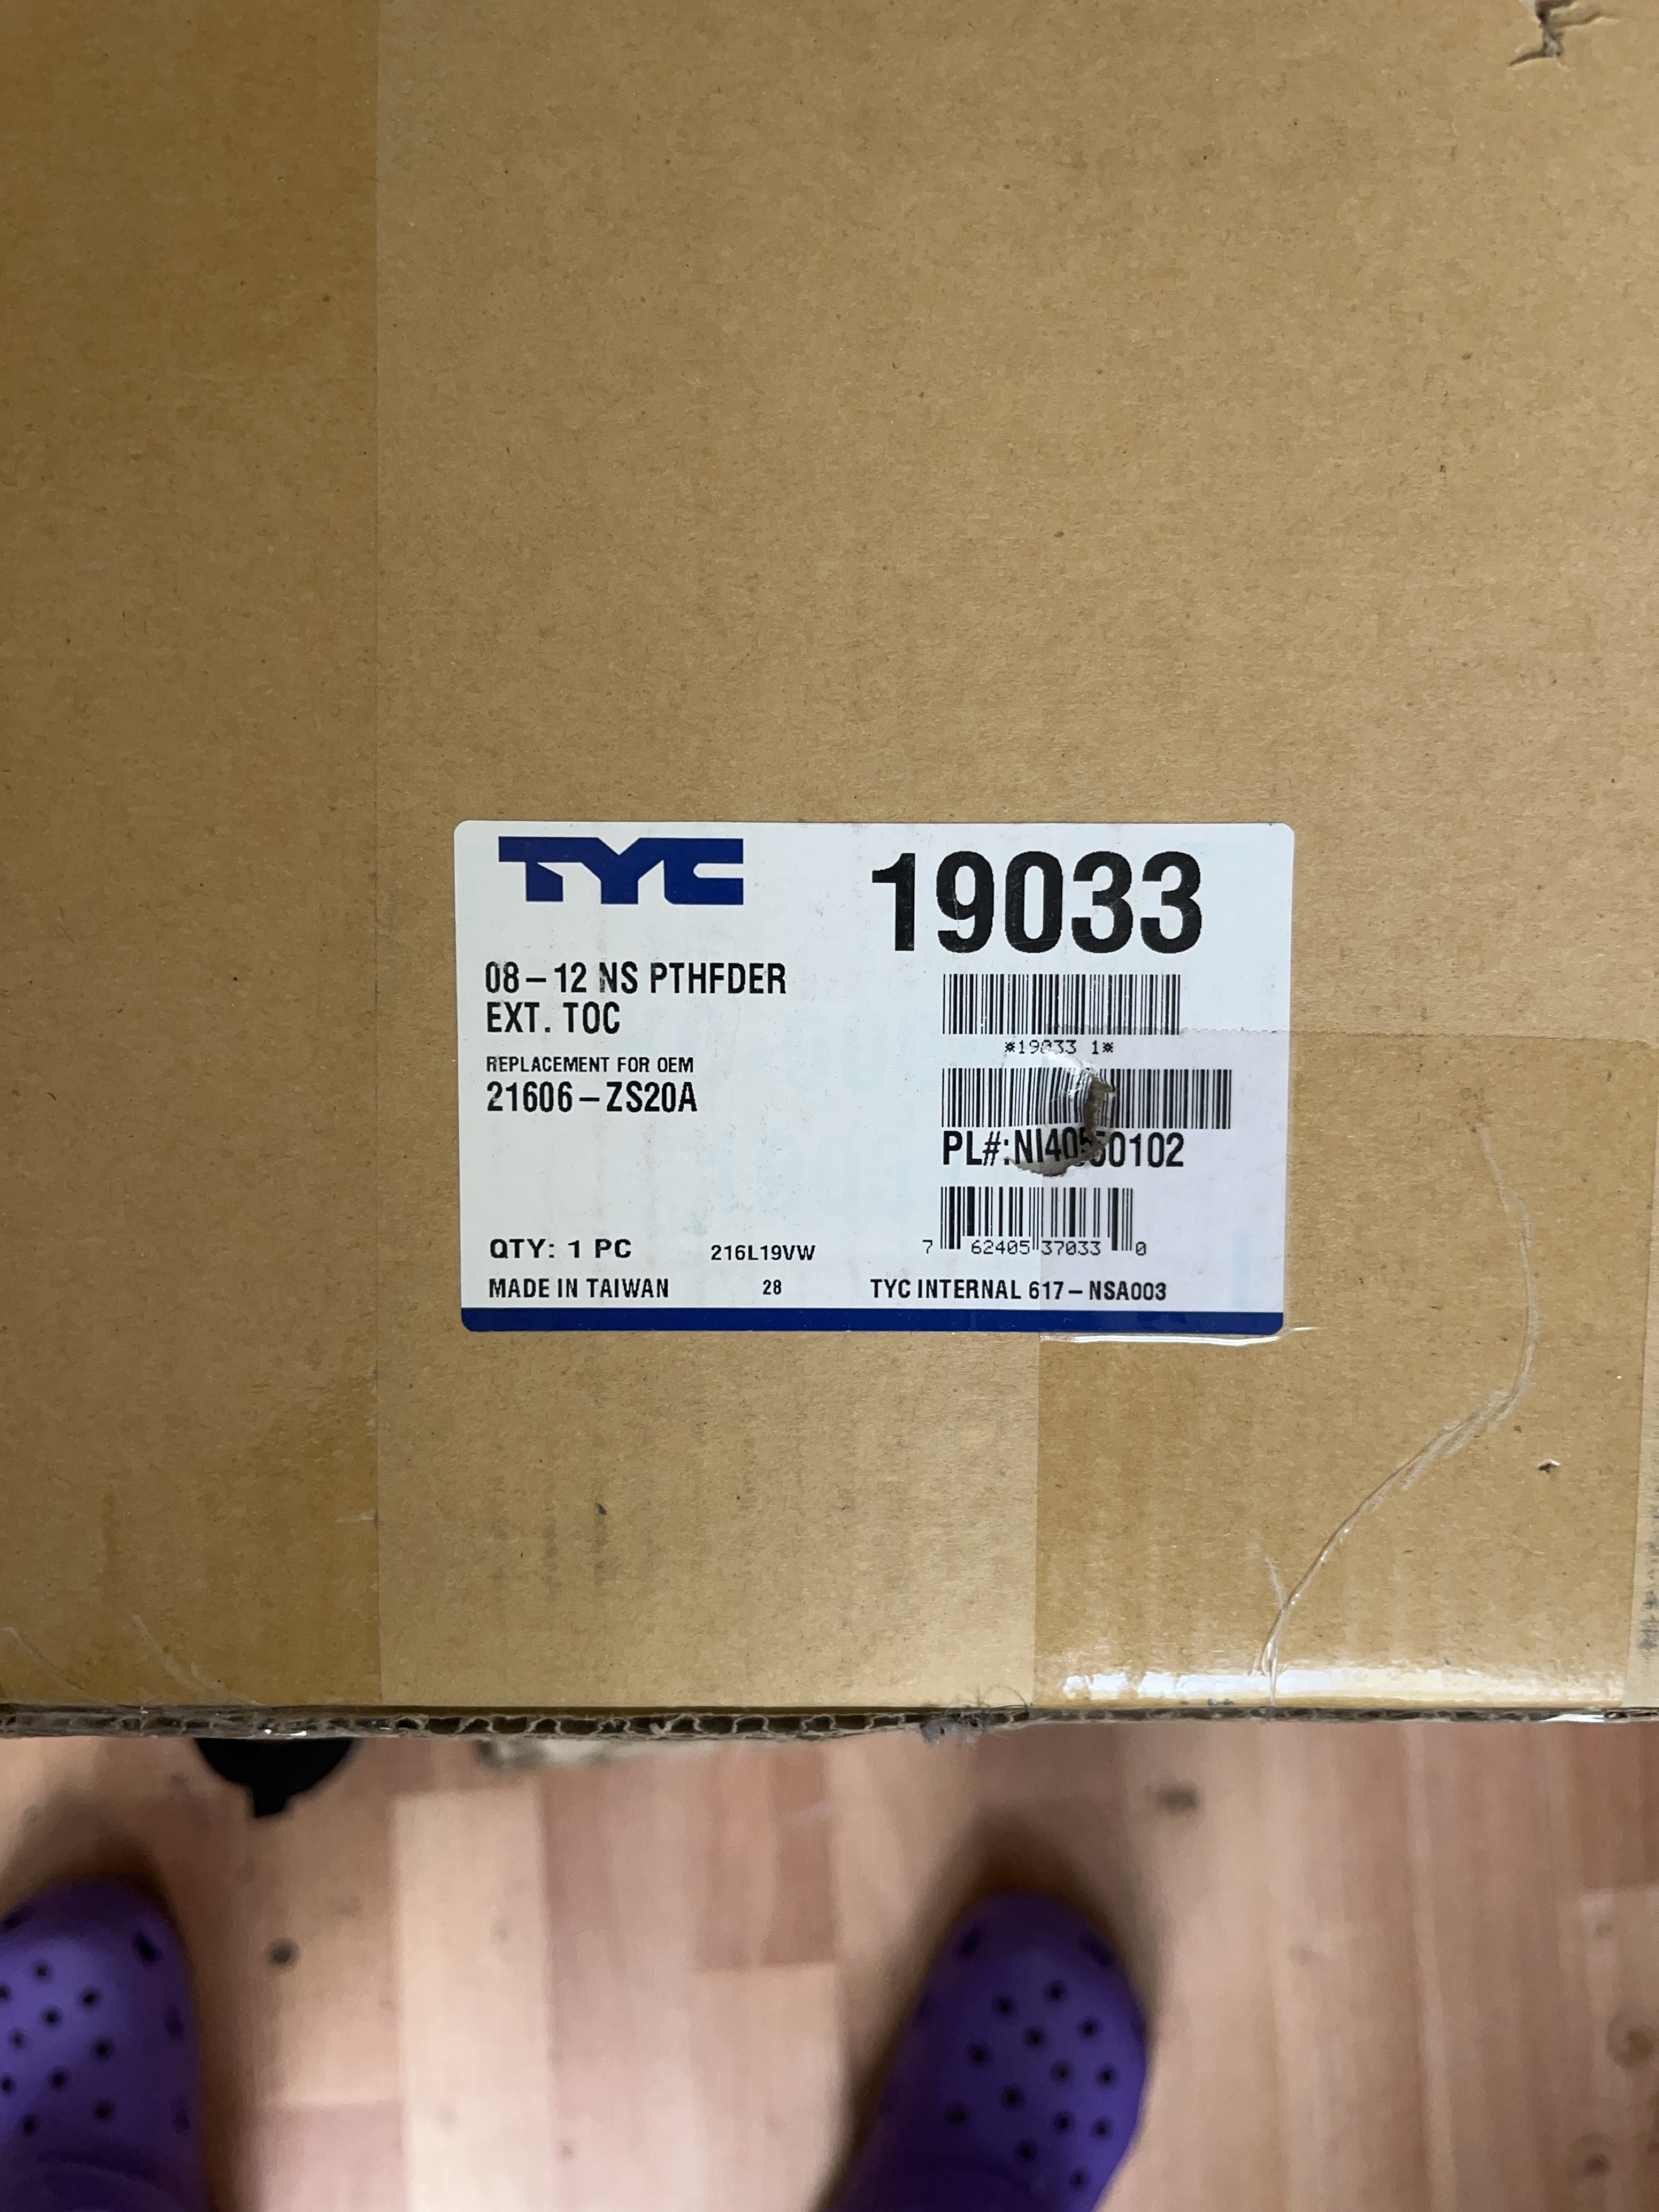 TYC
19033
08-12 NS PTHFDER
EXT. TOC
*19033 1*
REPLACEMENT FOR OEM
21606-ZS20A
PL#:
QTY: 1 PC
216L19VW
7 62405 37033 0
MADE IN TAIWAN
28
TYC INTERNAL 617-NSA003